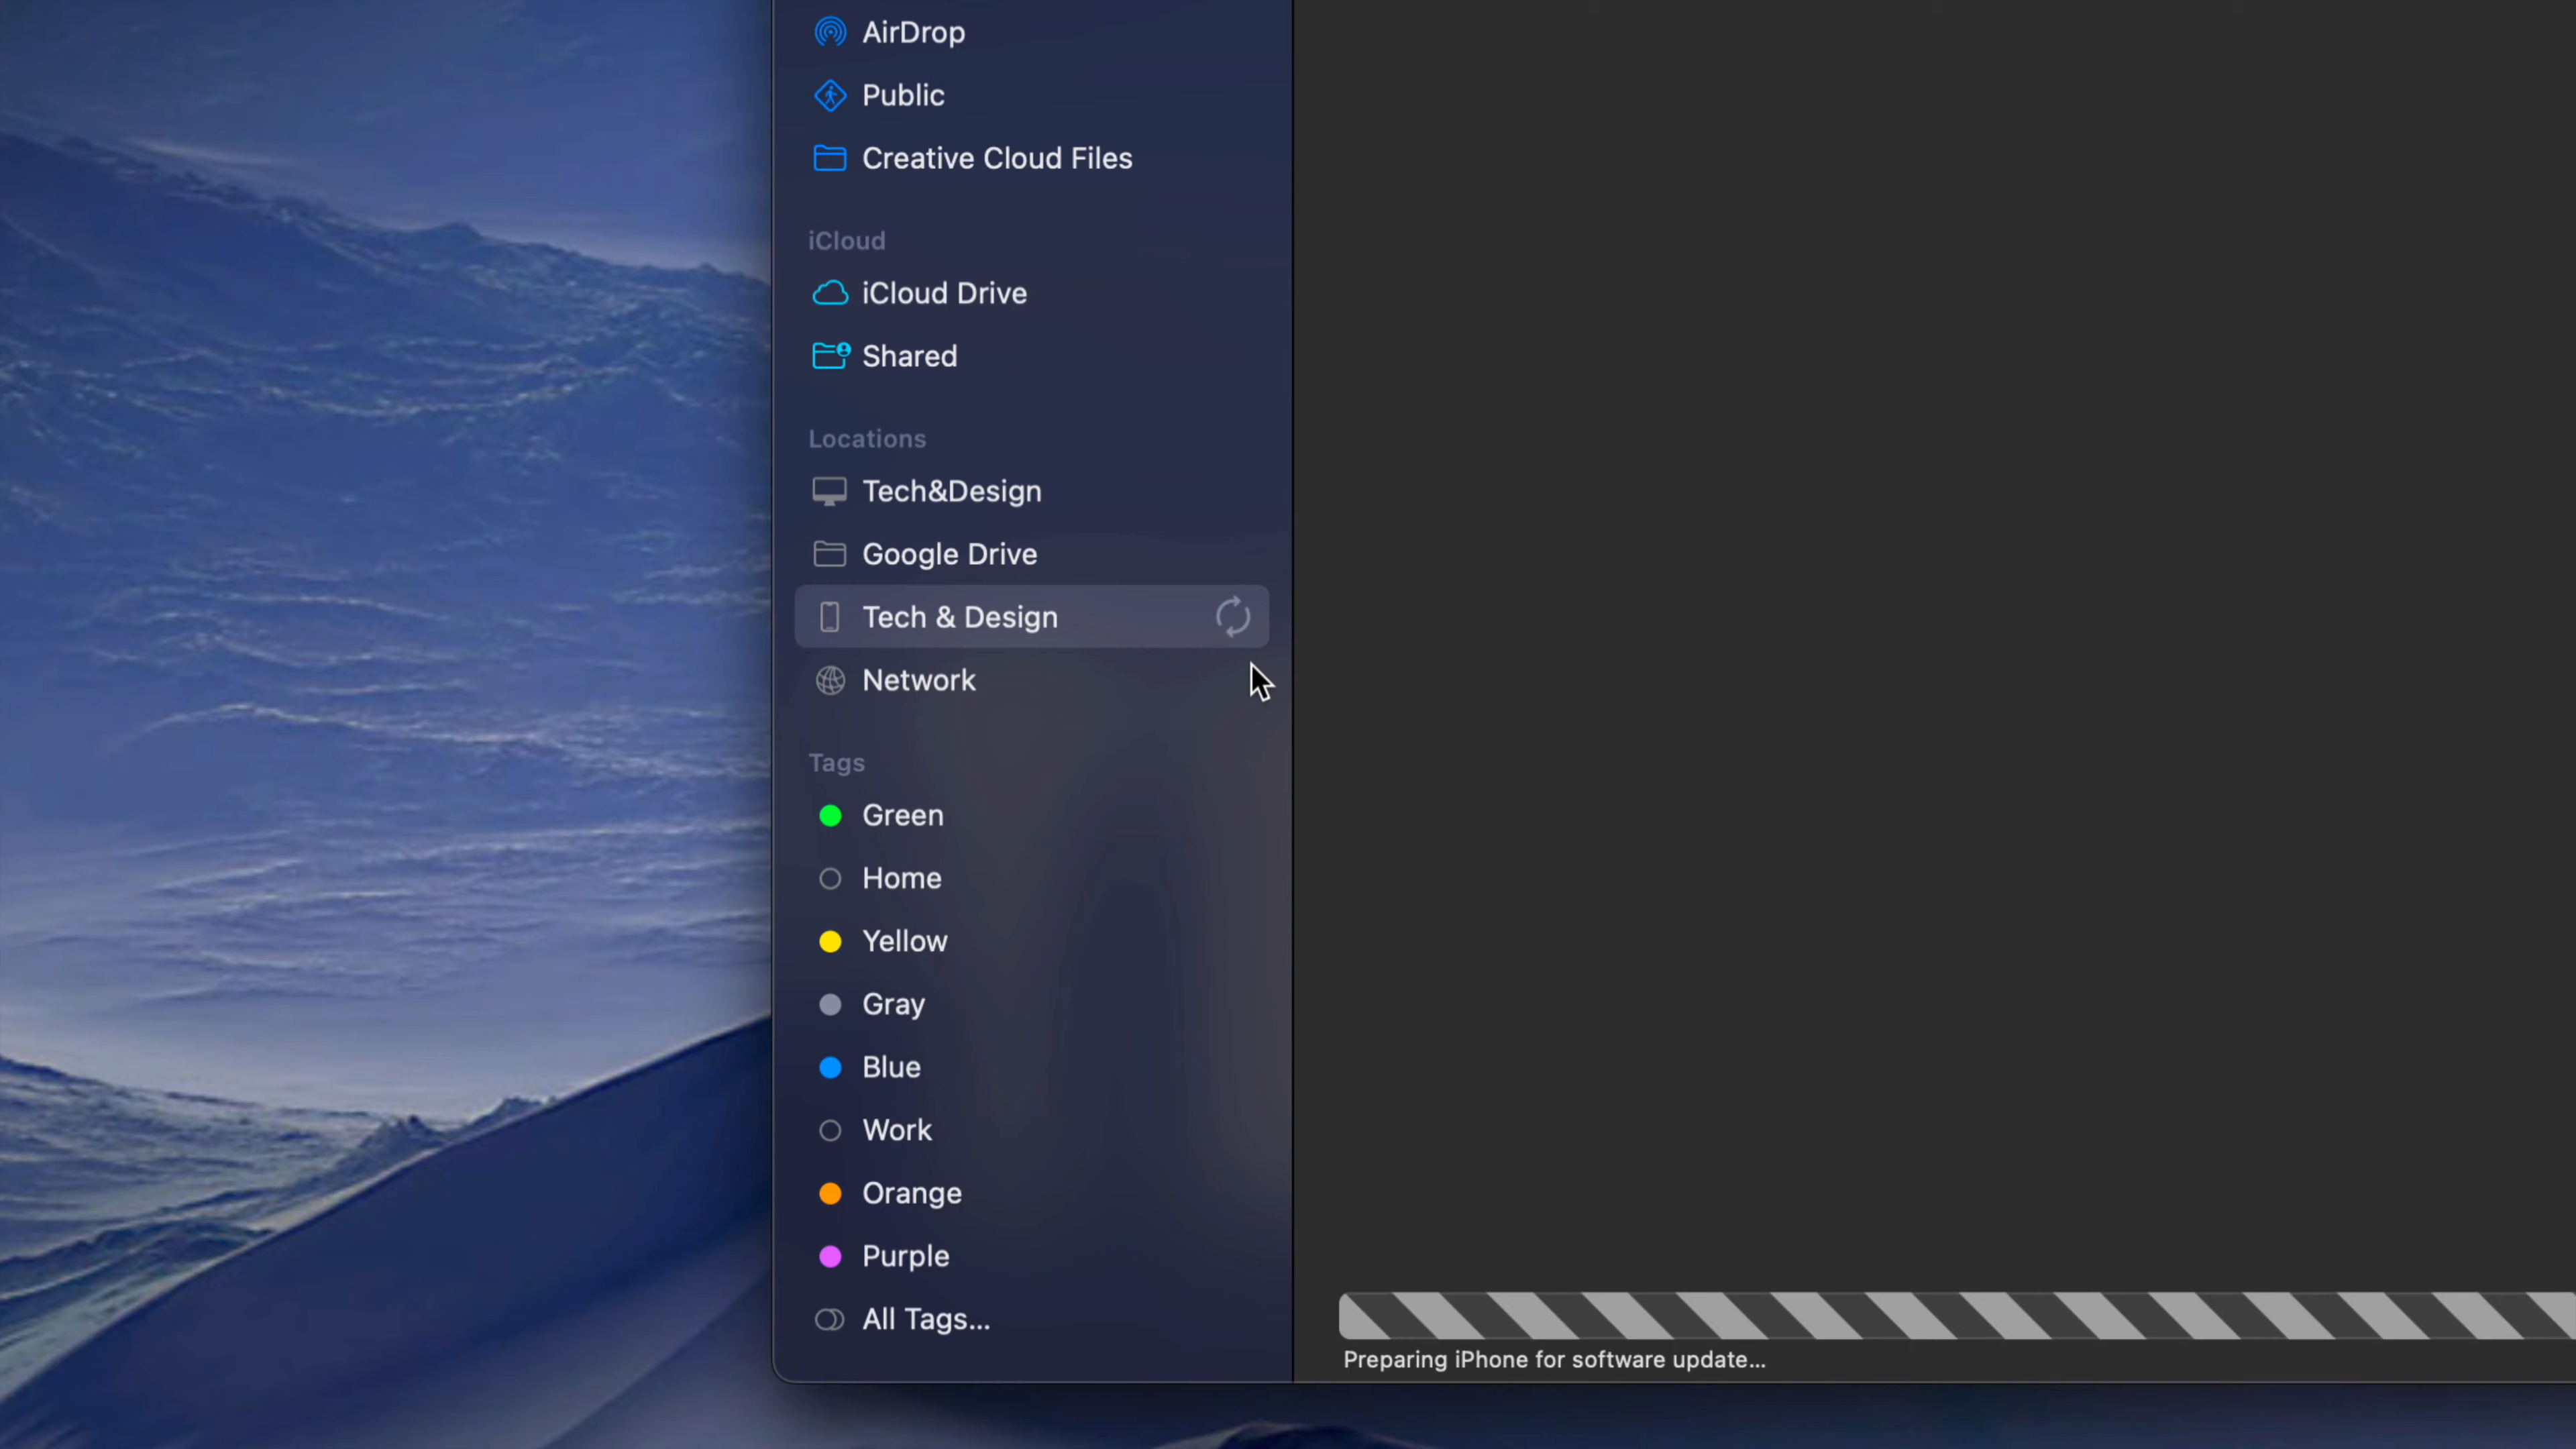 AirDrop
Public
Creative Cloud Files
iCloud
iCloud Drive
Shared
Locations
Tech&Design
Google Drive
Tech & Design
Network
Tags
Green
Home
Yellow
Gray
Blue
Work
Orange
Purple
All Tags...
Preparing iPhone for software update...